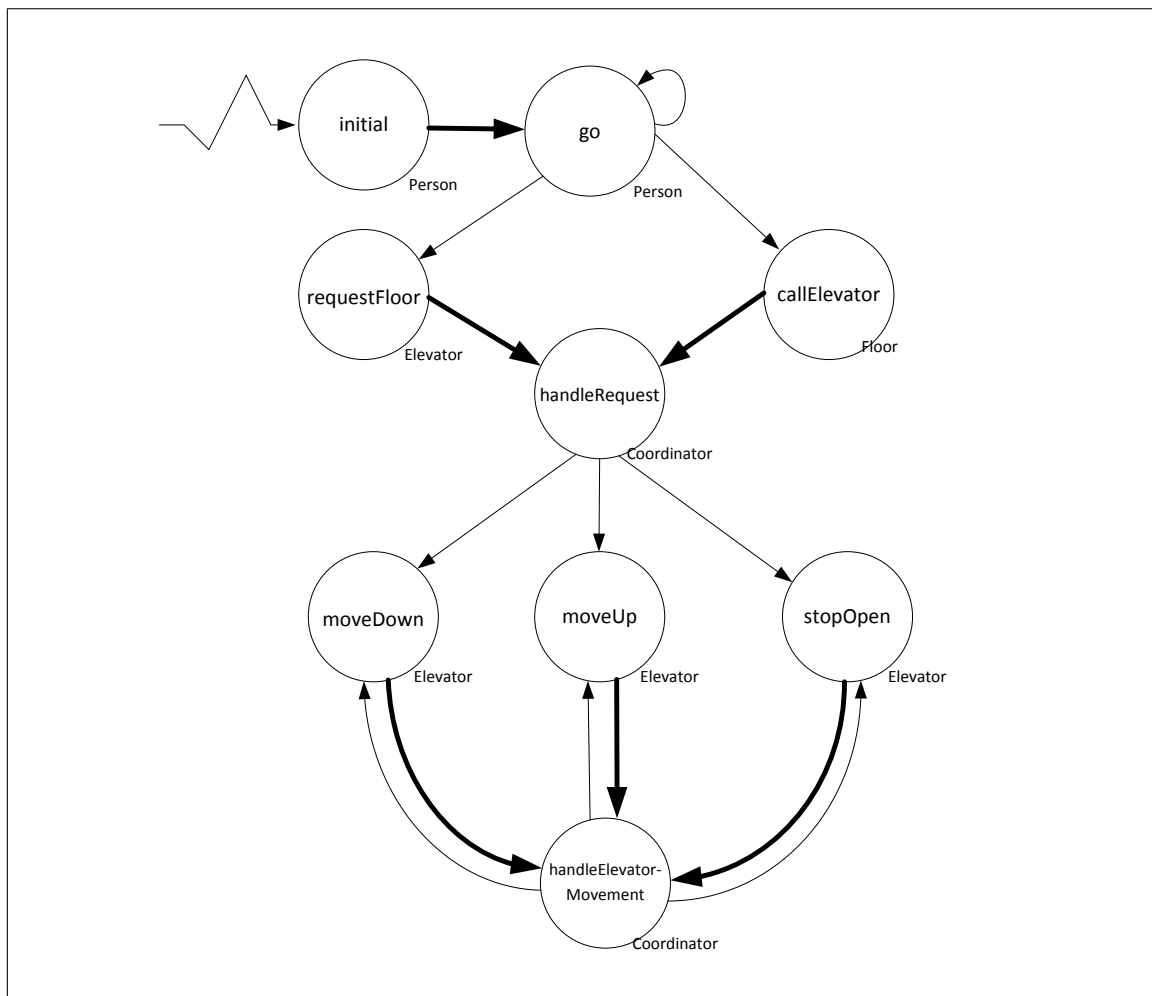 initial
Person
go
Person
requestFloor
Elevator
callElevator
Floor
handleRequest
Coordinator
moveDown
Elevator
moveUp
Elevator
stopOpen
Elevator
handleElevator-
Movement
Coordinator